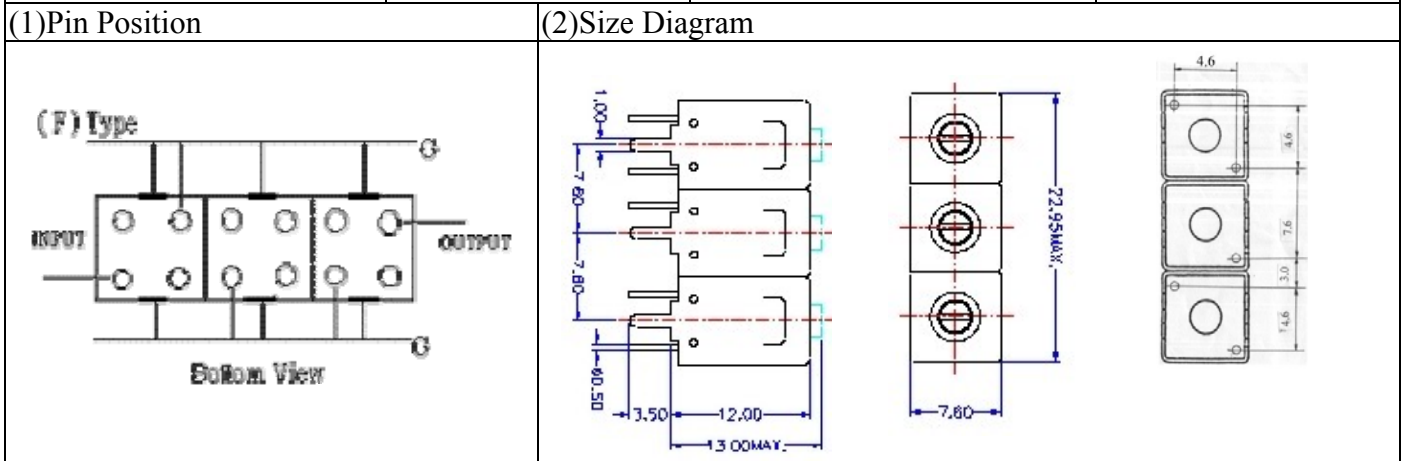 (1)Pin Position
(2)Size Diagram
(F) Type
G
INPUT
OUTPUT
G
Bottom View
1.00
7.60
7.60
ø0.50
3.50
12.00
13.00MAX.
22.95MAX.
7.60
4.6
4.6
7.6
3.0
4.6